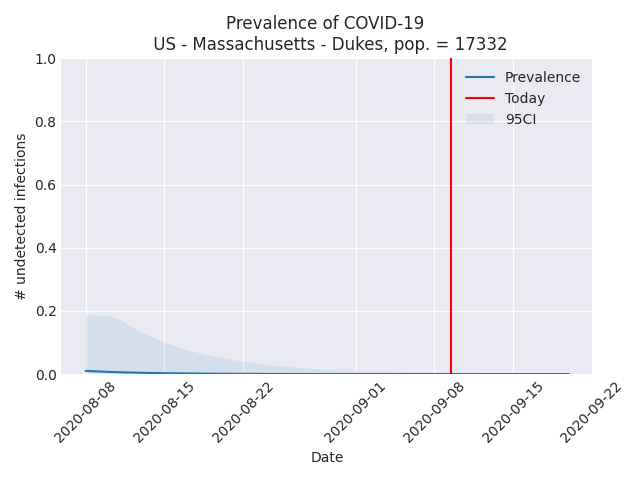 Prevalence of COVID-19
US - Massachusetts - Dukes, pop. = 17332
Prevalence
Today
95CI
1.0
0.8
0.6
0.4
0.2
0.0
# undetected infections
2020-08-08
2020-08-15
2020-08-22
2020-09-01
2020-09-08
2020-09-15
2020-09-22
Date